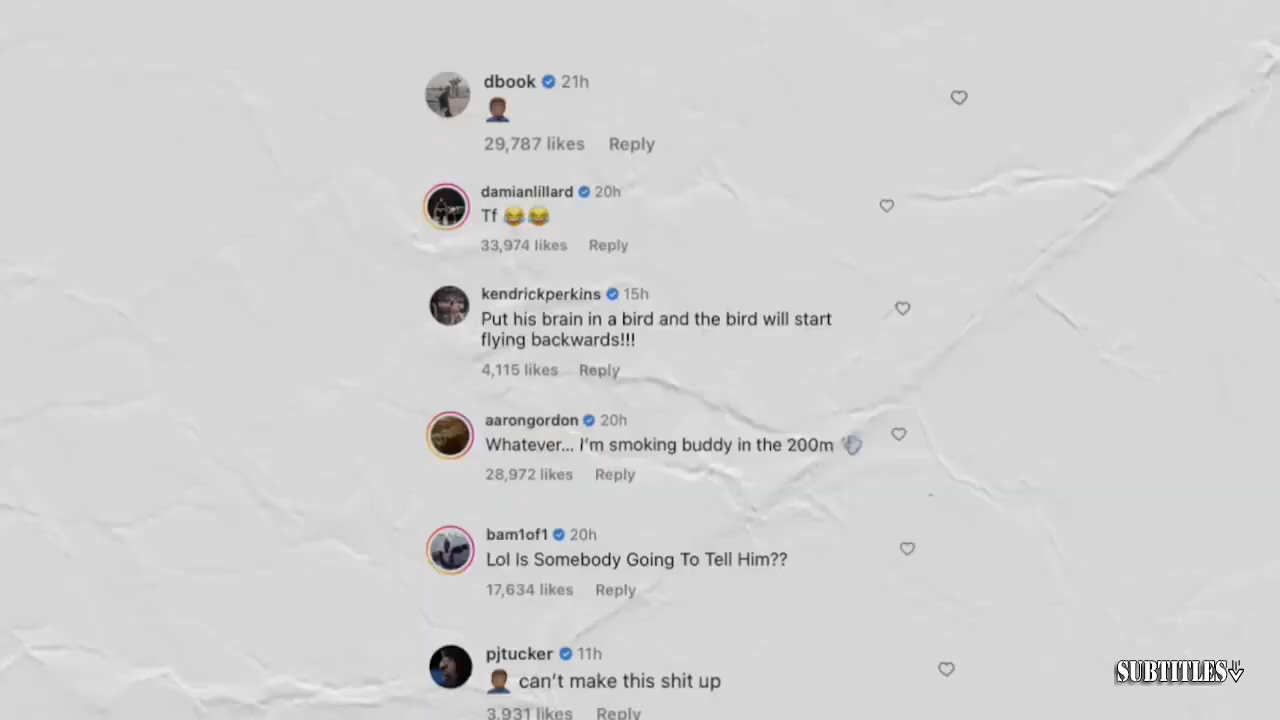 dbook 21h
🤦🏾‍♂️
29,787 likes Reply
damianlillard 20h
Tf 😂😂
33,974 likes Reply
kendrickperkins 15h
Put his brain in a bird and the bird will start
flying backwards!!!
4,115 likes Reply
aarongordon 20h
Whatever... I'm smoking buddy in the 200m 💨
28,972 likes Reply
bam1of1 20h
Lol Is Somebody Going To Tell Him??
17,634 likes Reply
pjtucker 11h
🤦🏾‍♂️ can't make this shit up
3,931 likes Reply
SUBTITLES